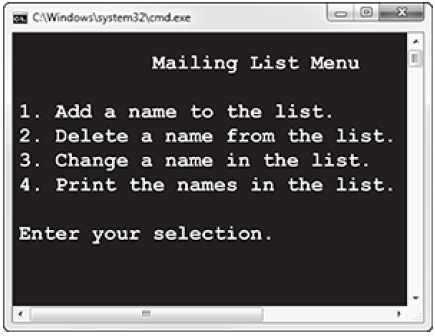 C:\Windows\system32\cmd.exe
Mailing List Menu
1. Add a name to the list.
2. Delete a name from the list.
3. Change a name in the list.
4. Print the names in the list.
Enter your selection.